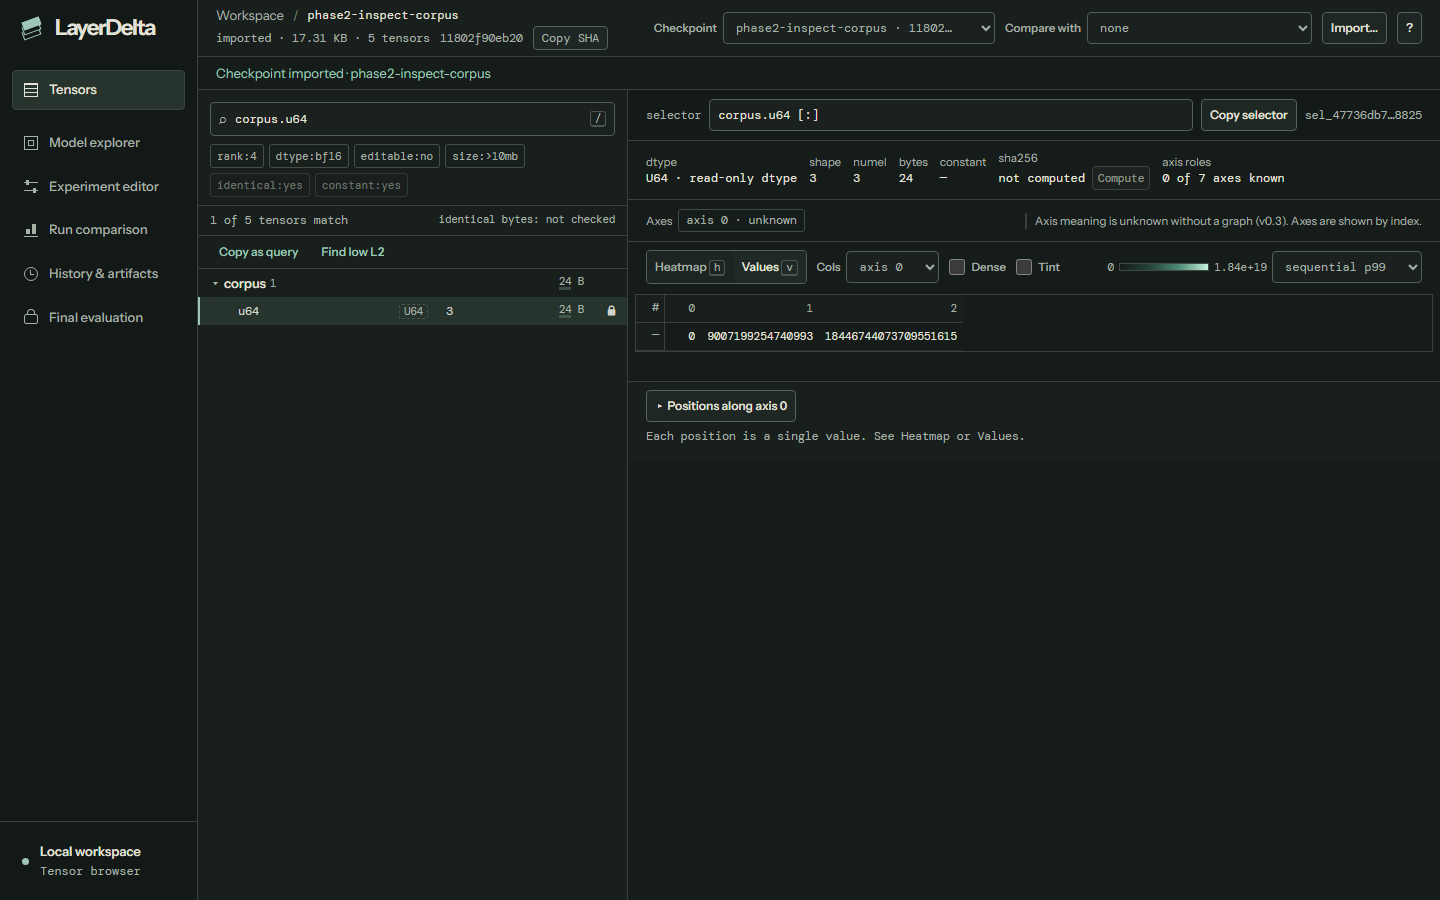 LayerDelta
Tensors
Model explorer
Experiment editor
Run comparison
History & artifacts
Final evaluation
Local workspace
Tensor browser
Workspace / phase2-inspect-corpus
imported · 17.31 KB · 5 tensors 11802f90eb20 Copy SHA
Checkpoint phase2-inspect-corpus · 11802… Compare with none Import… ?
Checkpoint imported · phase2-inspect-corpus
corpus.u64 /
rank:4 dtype:bf16 editable:no size:>10mb
identical:yes constant:yes
1 of 5 tensors match identical bytes: not checked
Copy as query Find low L2
corpus 1 24 B
u64 U64 3 24 B
selector corpus.u64 [:] Copy selector sel_47736db7…8825
dtype shape numel bytes constant sha256 axis roles
U64 · read-only dtype 3 3 24 — not computed Compute 0 of 7 axes known
Axes axis 0 · unknown Axis meaning is unknown without a graph (v0.3). Axes are shown by index.
Heatmap h Values v Cols axis 0 Dense Tint 0 1.84e+19 sequential p99
# 0 1 2
— 0 9007199254740993 18446744073709551615
Positions along axis 0
Each position is a single value. See Heatmap or Values.